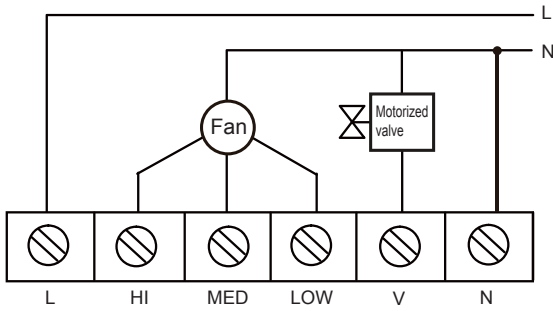 L
N
Fan
Motorized
valve
L HI MED LOW V N